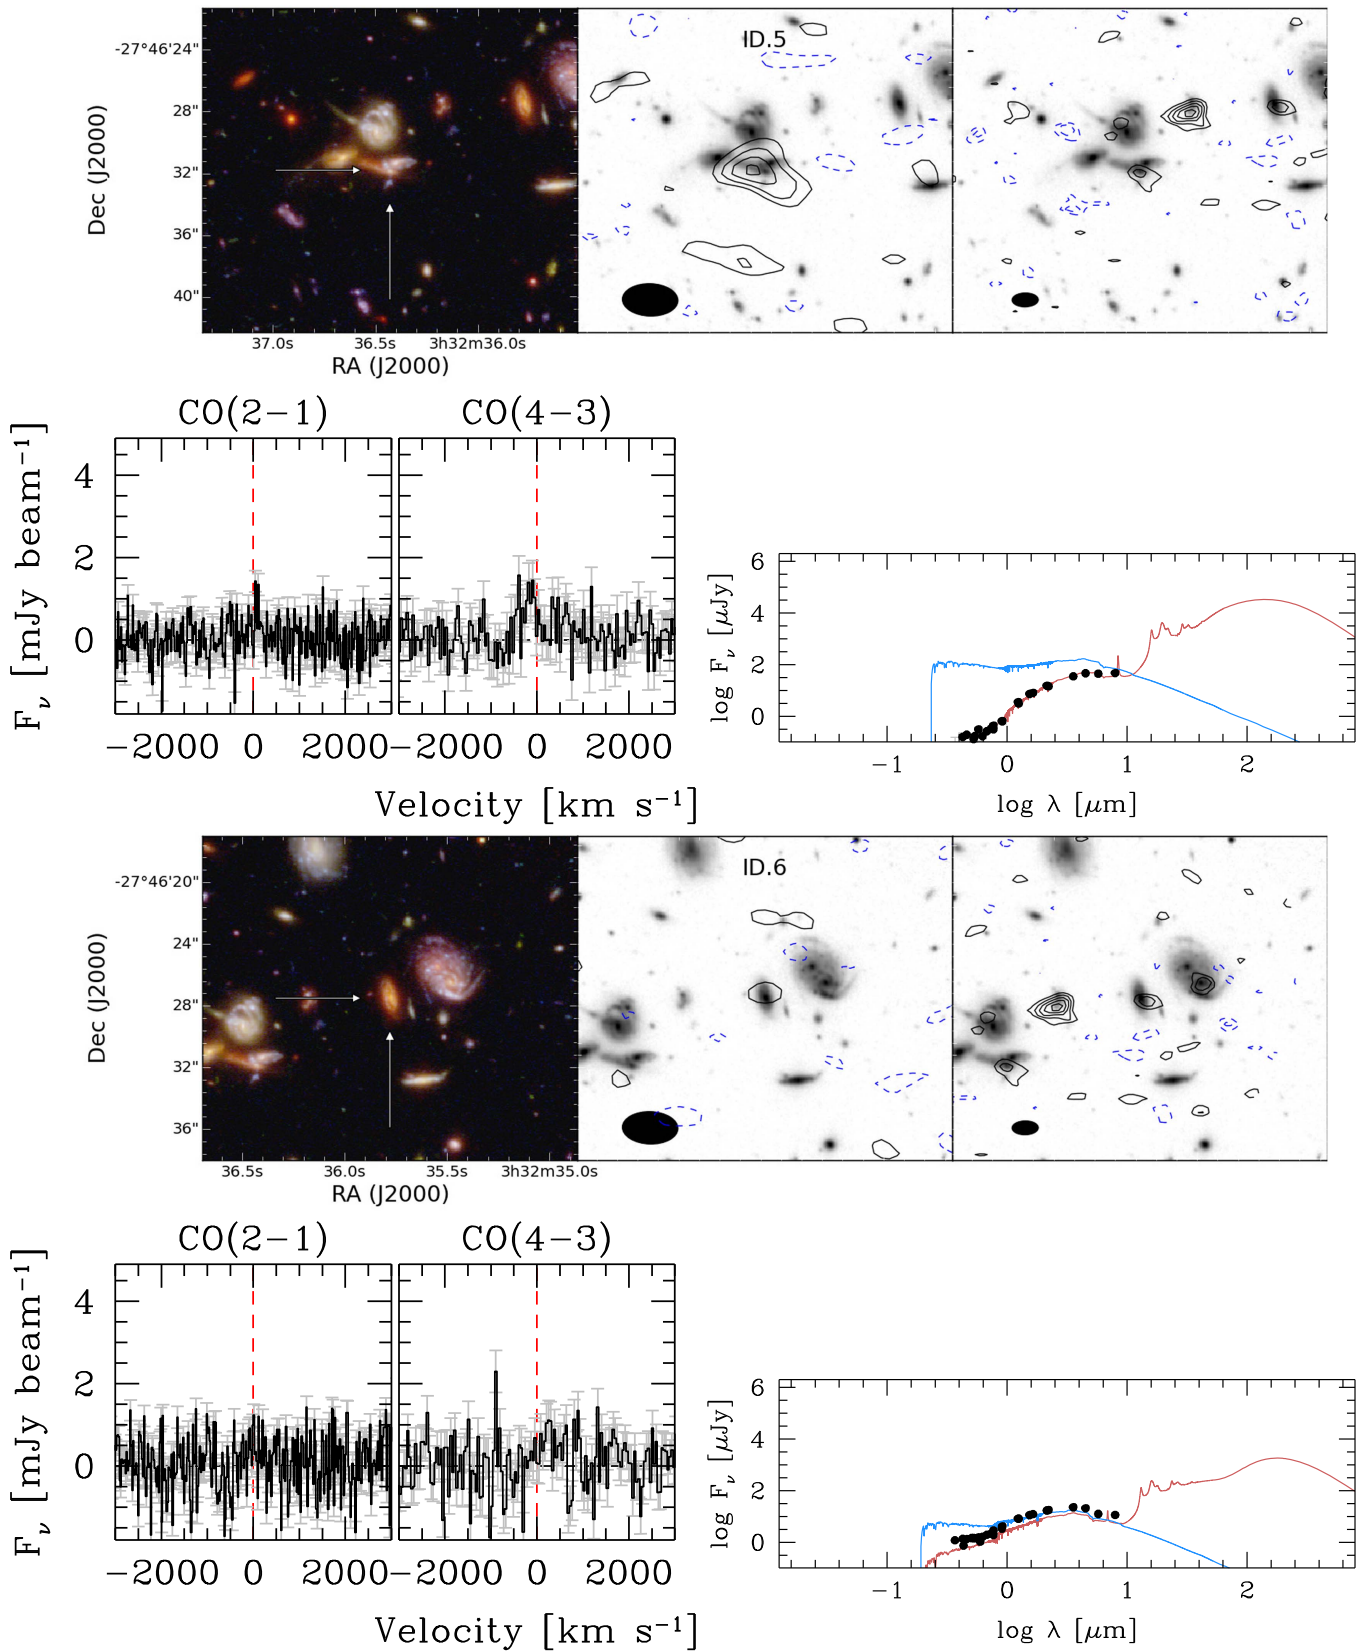 ID.5
-27°46'24"
28"
32"
36"
40"
Dec (J2000)
37.0s 36.5s 3h32m36.0s
RA (J2000)
CO(2−1) CO(4−3)
4
2
0
Fν [mJy beam⁻¹]
−2000 0 2000 −2000 0 2000
Velocity [km s⁻¹]
6
4
2
0
log Fν [μJy]
−1 0 1 2
log λ [μm]
ID.6
-27°46'20"
24"
28"
32"
36"
Dec (J2000)
36.5s 36.0s 35.5s 3h32m35.0s
RA (J2000)
CO(2−1) CO(4−3)
4
2
0
Fν [mJy beam⁻¹]
−2000 0 2000 −2000 0 2000
Velocity [km s⁻¹]
6
4
2
0
log Fν [μJy]
−1 0 1 2
log λ [μm]